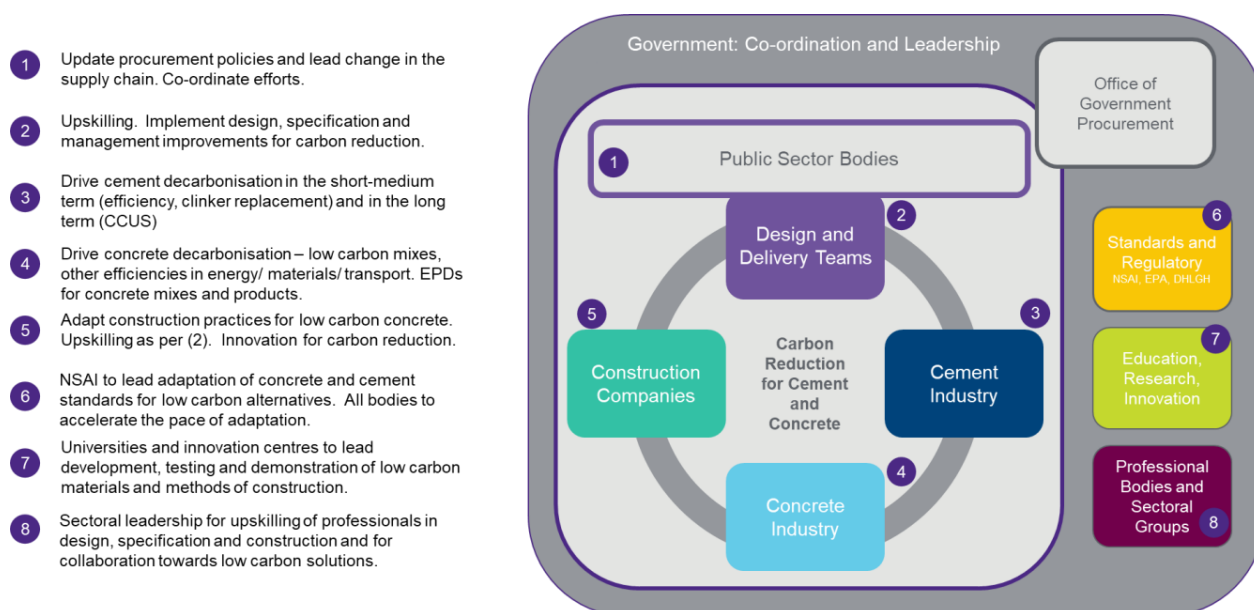 1
Update procurement policies and lead change in the
supply chain. Co-ordinate efforts.
2
Upskilling.  Implement design, specification and
management improvements for carbon reduction.
3
Drive cement decarbonisation in the short-medium
term (efficiency, clinker replacement) and in the long
term (CCUS)
4
Drive concrete decarbonisation – low carbon mixes,
other efficiencies in energy/ materials/ transport. EPDs
for concrete mixes and products.
5
Adapt construction practices for low carbon concrete.
Upskilling as per (2).  Innovation for carbon reduction.
6
NSAI to lead adaptation of concrete and cement
standards for low carbon alternatives.  All bodies to
accelerate the pace of adaptation.
7
Universities and innovation centres to lead
development, testing and demonstration of low carbon
materials and methods of construction.
8
Sectoral leadership for upskilling of professionals in
design, specification and construction and for
collaboration towards low carbon solutions.
Government: Co-ordination and Leadership
Office of
Government
Procurement
1
Public Sector Bodies
2
Design and
Delivery Teams
3
Cement
Industry
4
Concrete
Industry
5
Construction
Companies
Carbon
Reduction
for Cement
and
Concrete
6
Standards and
Regulatory
NSAI, EPA, DHLGH
7
Education,
Research,
Innovation
Professional
Bodies and
Sectoral
Groups
8